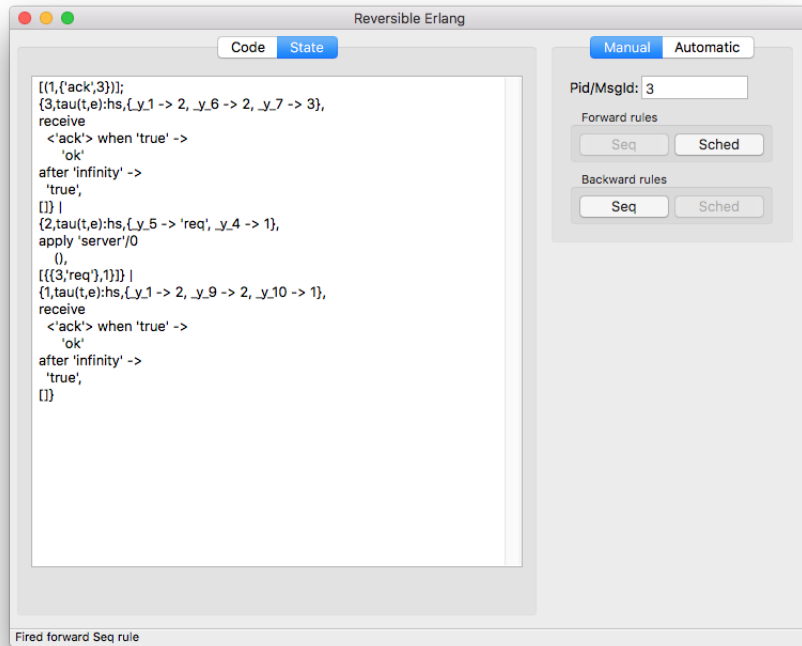 Reversible Erlang
Code State
[(1,{'ack',3})];
{3,tau(t,e):hs,{_y_1 -> 2, _y_6 -> 2, _y_7 -> 3},
receive
<'ack'> when 'true' ->
'ok'
after 'infinity' ->
'true',
[]} |
{2,tau(t,e):hs,{_y_5 -> 'req', _y_4 -> 1},
apply 'server'/0
(),
[{{3,'req'},1}]} |
{1,tau(t,e):hs,{_y_1 -> 2, _y_9 -> 2, _y_10 -> 1},
receive
<'ack'> when 'true' ->
'ok'
after 'infinity' ->
'true',
[]}
Manual Automatic
Pid/MsgId: 3
Forward rules
Seq Sched
Backward rules
Seq Sched
Fired forward Seq rule